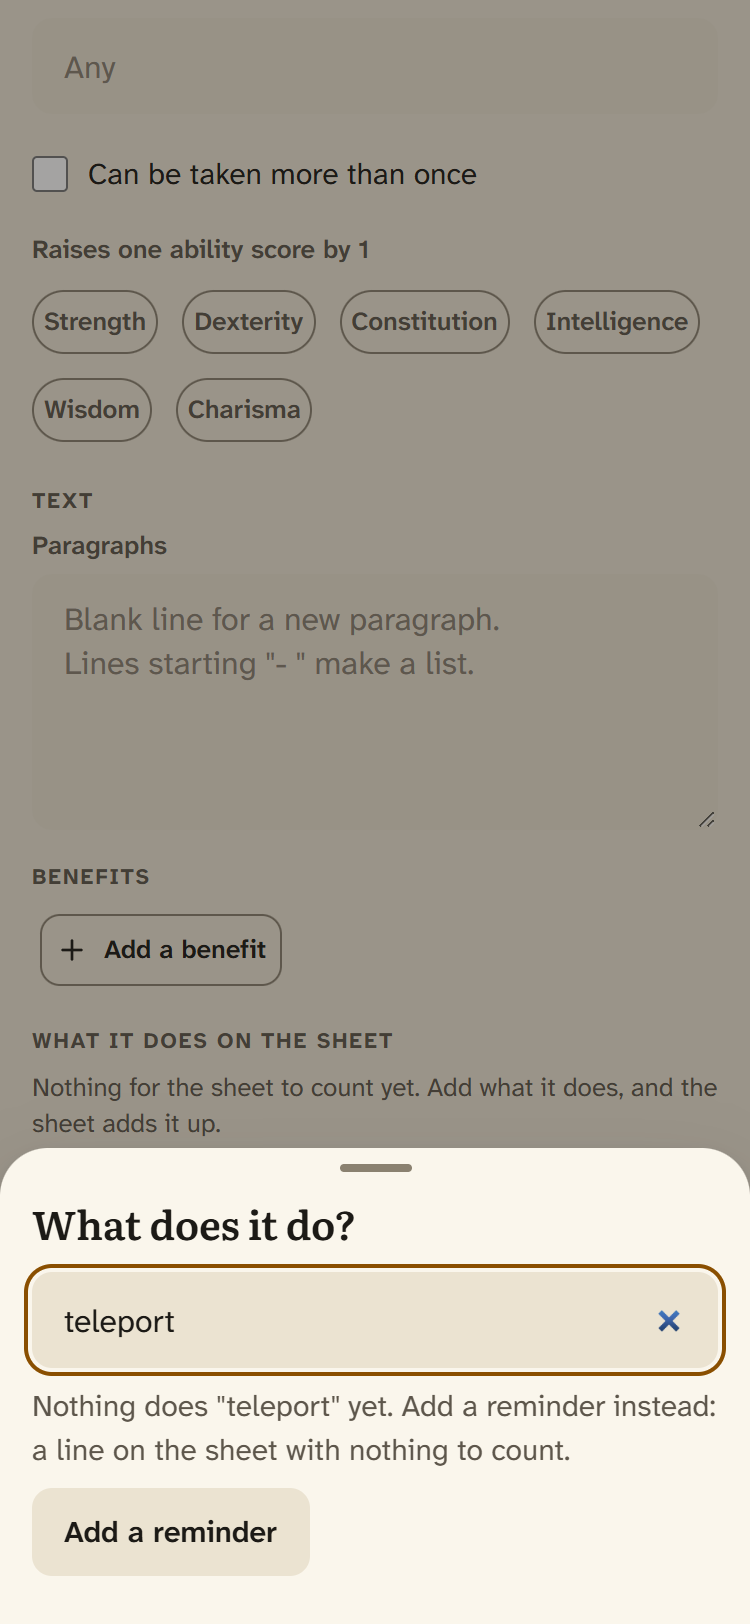 Any
Can be taken more than once
Raises one ability score by 1
Strength Dexterity Constitution Intelligence
Wisdom Charisma
TEXT
Paragraphs
Blank line for a new paragraph.
Lines starting "- " make a list.
BENEFITS
+ Add a benefit
WHAT IT DOES ON THE SHEET
Nothing for the sheet to count yet. Add what it does, and the
sheet adds it up.
What does it do?
teleport
Nothing does "teleport" yet. Add a reminder instead:
a line on the sheet with nothing to count.
Add a reminder